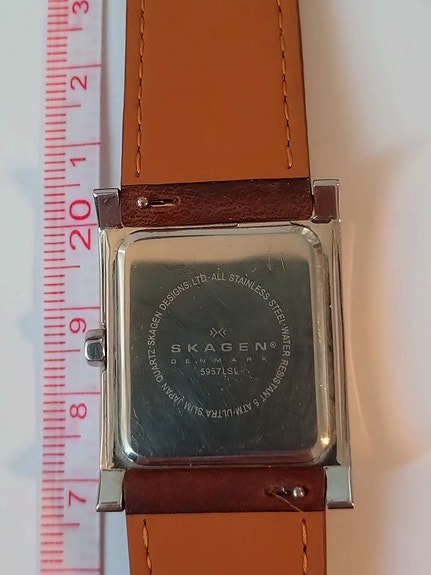 3
2
1
20
9
8
7
SKAGEN®
DENMARK
5957LSL
SKAGEN DESIGNS, LTD·ALL STAINLESS STEEL·WATER RESISTANT 5 ATM·ULTRA SLIM·JAPAN QUARTZ·